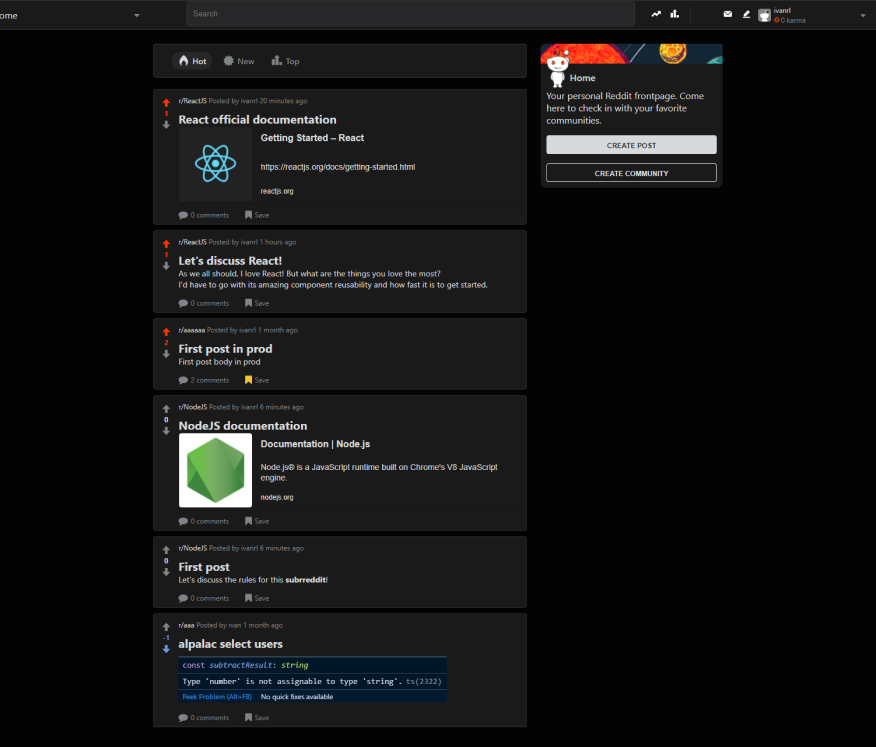 ome
Search
ivanrl
0 karma
Hot
New
Top
r/ReactJS Posted by ivanrl 20 minutes ago
1
React official documentation
Getting Started – React
https://reactjs.org/docs/getting-started.html
reactjs.org
0 comments
Save
r/ReactJS Posted by ivanrl 1 hours ago
1
Let's discuss React!
As we all should, I love React! But what are the things you love the most?
I'd have to go with its amazing component reusability and how fast it is to get started.
0 comments
Save
r/aaaaaa Posted by ivanrl 1 month ago
2
First post in prod
First post body in prod
2 comments
Save
r/NodeJS Posted by ivanrl 6 minutes ago
0
NodeJS documentation
Documentation | Node.js
Node.js® is a JavaScript runtime built on Chrome's V8 JavaScript
engine.
nodejs.org
0 comments
Save
r/NodeJS Posted by ivanrl 6 minutes ago
0
First post
Let's discuss the rules for this subrreddit!
0 comments
Save
r/aaa Posted by ivan 1 month ago
-1
alpalac select users
const subtractResult: string
Type 'number' is not assignable to type 'string'. ts(2322)
Peek Problem (Alt+F8) No quick fixes available
0 comments
Save
Home
Your personal Reddit frontpage. Come
here to check in with your favorite
communities.
CREATE POST
CREATE COMMUNITY